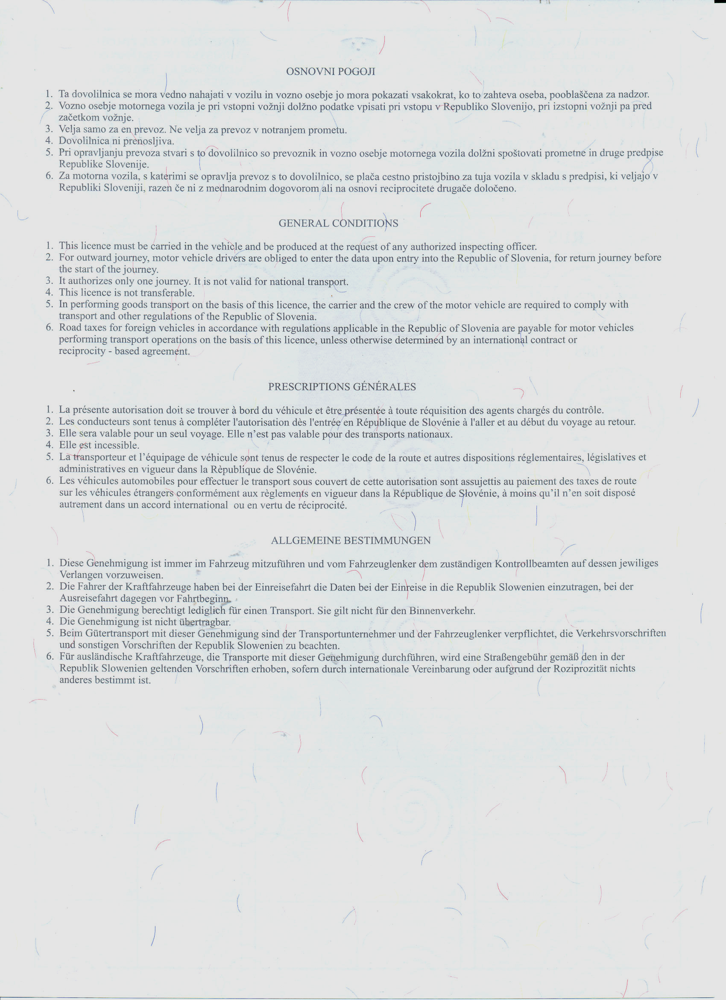 OSNOVNI POGOJI
1. Ta dovolilnica se mora vedno nahajati v vozilu in vozno osebje jo mora pokazati vsakokrat, ko to zahteva oseba, pooblaščena za nadzor.
2. Vozno osebje motornega vozila je pri vstopni vožnji dolžno podatke vpisati pri vstopu v Republiko Slovenijo, pri izstopni vožnji pa pred
začetkom vožnje.
3. Velja samo za en prevoz. Ne velja za prevoz v notranjem prometu.
4. Dovolilnica ni prenosljiva.
5. Pri opravljanju prevoza stvari s to dovolilnico so prevoznik in vozno osebje motornega vozila dolžni spoštovati prometne in druge predpise
Republike Slovenije.
6. Za motorna vozila, s katerimi se opravlja prevoz s to dovolilnico, se plača cestno pristojbino za tuja vozila v skladu s predpisi, ki veljajo v
Republiki Sloveniji, razen če ni z mednarodnim dogovorom ali na osnovi reciprocitete drugače določeno.
GENERAL CONDITIONS
1. This licence must be carried in the vehicle and be produced at the request of any authorized inspecting officer.
2. For outward journey, motor vehicle drivers are obliged to enter the data upon entry into the Republic of Slovenia, for return journey before
the start of the journey.
3. It authorizes only one journey. It is not valid for national transport.
4. This licence is not transferable.
5. In performing goods transport on the basis of this licence, the carrier and the crew of the motor vehicle are required to comply with
transport and other regulations of the Republic of Slovenia.
6. Road taxes for foreign vehicles in accordance with regulations applicable in the Republic of Slovenia are payable for motor vehicles
performing transport operations on the basis of this licence, unless otherwise determined by an international contract or
reciprocity - based agreement.
PRESCRIPTIONS GÉNÉRALES
1. La présente autorisation doit se trouver à bord du véhicule et être présentée à toute réquisition des agents chargés du contrôle.
2. Les conducteurs sont tenus à compléter l'autorisation dès l'entrée en République de Slovénie à l'aller et au début du voyage au retour.
3. Elle sera valable pour un seul voyage. Elle n’est pas valable pour des transports nationaux.
4. Elle est incessible.
5. La transporteur et l’équipage de véhicule sont tenus de respecter le code de la route et autres dispositions réglementaires, législatives et
administratives en vigueur dans la Rèpublique de Slovénie.
6. Les véhicules automobiles pour effectuer le transport sous couvert de cette autorisation sont assujettis au paiement des taxes de route
sur les véhicules étrangers conformément aux règlements en vigueur dans la République de Slovénie, à moins qu’il n’en soit disposé
autrement dans un accord international ou en vertu de réciprocité.
ALLGEMEINE BESTIMMUNGEN
1. Diese Genehmigung ist immer im Fahrzeug mitzuführen und vom Fahrzeuglenker dem zuständigen Kontrollbeamten auf dessen jewiliges
Verlangen vorzuweisen.
2. Die Fahrer der Kraftfahrzeuge haben bei der Einreisefahrt die Daten bei der Einreise in die Republik Slowenien einzutragen, bei der
Ausreisefahrt dagegen vor Fahrtbeginn.
3. Die Genehmigung berechtigt lediglich für einen Transport. Sie gilt nicht für den Binnenverkehr.
4. Die Genehmigung ist nicht übertragbar.
5. Beim Gütertransport mit dieser Genehmigung sind der Transportunternehmer und der Fahrzeuglenker verpflichtet, die Verkehrsvorschriften
und sonstigen Vorschriften der Republik Slowenien zu beachten.
6. Für ausländische Kraftfahrzeuge, die Transporte mit dieser Genehmigung durchführen, wird eine Straßengebühr gemäß den in der
Republik Slowenien geltenden Vorschriften erhoben, sofern durch internationale Vereinbarung oder aufgrund der Roziprozität nichts
anderes bestimmt ist.